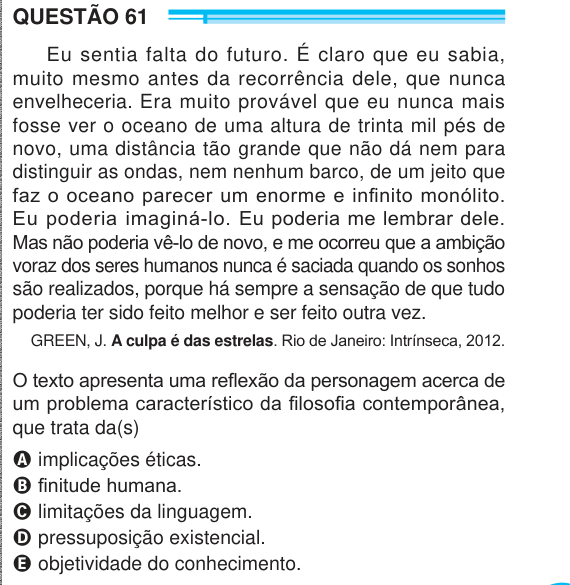 QUESTÃO 61
Eu sentia falta do futuro. É claro que eu sabia,
muito mesmo antes da recorrência dele, que nunca
envelheceria. Era muito provável que eu nunca mais
fosse ver o oceano de uma altura de trinta mil pés de
novo, uma distância tão grande que não dá nem para
distinguir as ondas, nem nenhum barco, de um jeito que
faz o oceano parecer um enorme e infinito monólito.
Eu poderia imaginá-lo. Eu poderia me lembrar dele.
Mas não poderia vê-lo de novo, e me ocorreu que a ambição
voraz dos seres humanos nunca é saciada quando os sonhos
são realizados, porque há sempre a sensação de que tudo
poderia ter sido feito melhor e ser feito outra vez.
GREEN, J. A culpa é das estrelas. Rio de Janeiro: Intrínseca, 2012.
O texto apresenta uma reflexão da personagem acerca de
um problema característico da filosofia contemporânea,
que trata da(s)
A implicações éticas.
B finitude humana.
C limitações da linguagem.
D pressuposição existencial.
E objetividade do conhecimento.